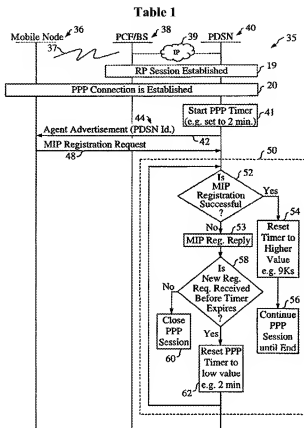 Table 1
36
38
40
Mobile Node
PCF/BS
39
PDSN
35
37
IP
RP Session Established
19
PPP Connection is Established
20
Start PPP Timer
(e.g. set to 2 min.)
41
44
Agent Advertisement (PDSN Id.)
42
MIP Registration Request
48
50
52
Is
MIP
Registration
Successful
?
Yes
54
No
53
Reset
Timer to
Higher
Value
e.g. 9Ks
MIP Reg. Reply
58
Is
New Reg.
Req. Received
Before Timer
Expires
?
No
56
Continue
PPP
Session
until End
Close
PPP
Session
60
Yes
Reset PPP
Timer to
low value
e.g. 2 min
62